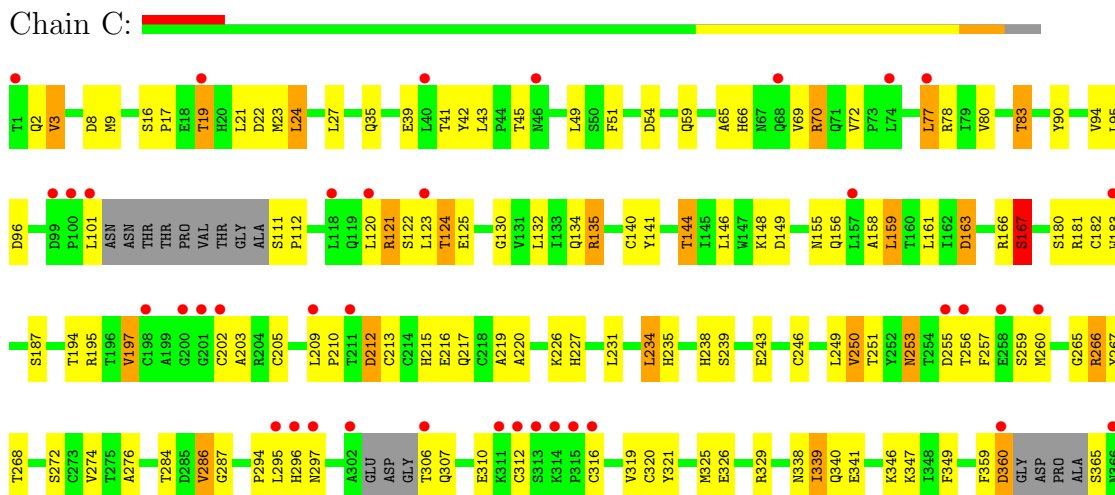 Chain C:
T1 Q2 V3 D8 M9 S16 P17 E18 T19 H20 L21 D22 M23 L24 L27 Q35 E39 L40 T41 Y42 L43 P44 T45 N46 L49 S50 F51 D54 Q59 A65 H66 N67 Q68 V69 R70 Q71 V72 P73 L74 L77 R78 I79 V80 T83 Y90 V94 L95
D96 D99 P100 L101 ASN ASN THR THR PRO VAL THR GLY ALA S111 P112 L118 Q119 L120 R121 S122 L123 T124 E125 G130 V131 L132 I133 Q134 R135 C140 Y141 T144 I145 L146 W147 K148 D149 N155 Q156 L157 A158 L159 T160 L161 I162 D163 R166 S167 S180 R181 C182 W183
S187 T194 R195 T196 V197 C198 A199 G200 G201 C202 A203 R204 C205 L209 P210 T211 D212 C213 C214 H215 E216 Q217 C218 A219 A220 K226 H227 L231 L234 H235 H238 S239 E243 C246 L249 V250 T251 Y252 N253 T254 D255 T256 F257 E258 S259 M260 G265 R266 Y267
T268 S272 C273 V274 T275 A276 T284 D285 V286 G287 P294 L295 H296 N297 A302 GLU ASP GLY T306 Q307 E310 K311 C312 S313 K314 P315 C316 V319 C320 Y321 M325 E326 R329 N338 I339 Q340 E341 K346 K347 I348 F349 F359 D360 GLY ASP PRO ALA S365 R366